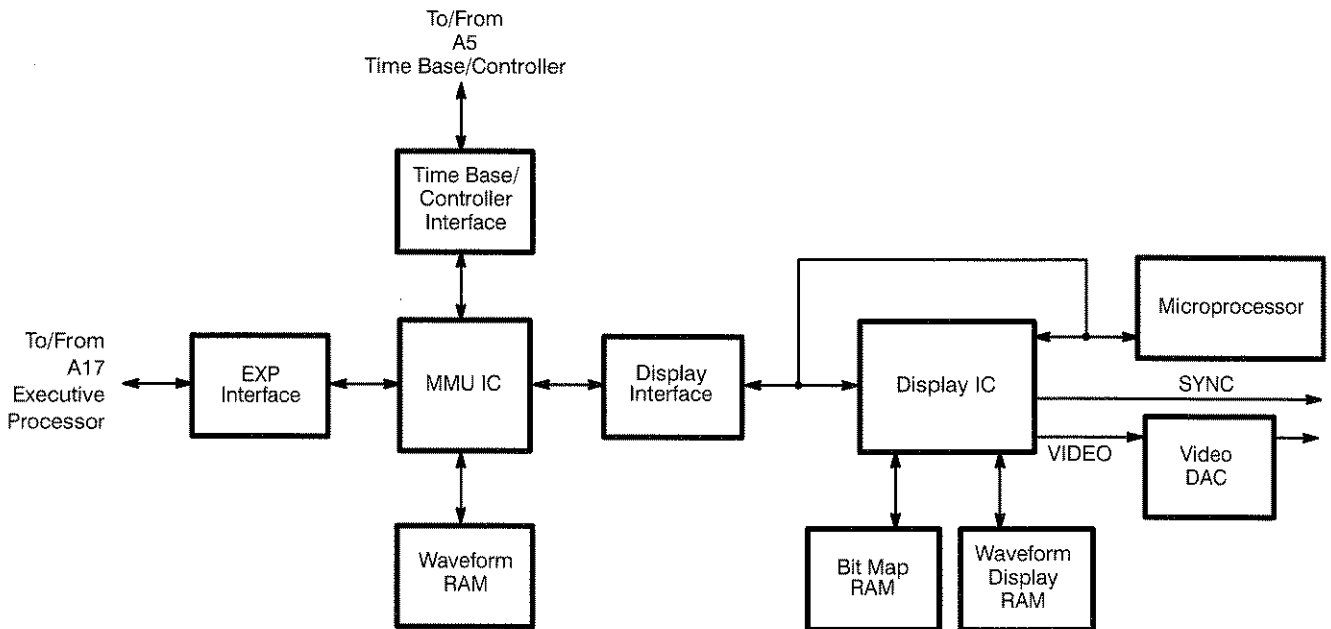 To/From
A5
Time Base/Controller
Time Base/
Controller
Interface
To/From
A17
Executive
Processor
EXP
Interface
MMU IC
Display
Interface
Display IC
Microprocessor
SYNC
VIDEO
Video
DAC
Waveform
RAM
Bit Map
RAM
Waveform
Display
RAM